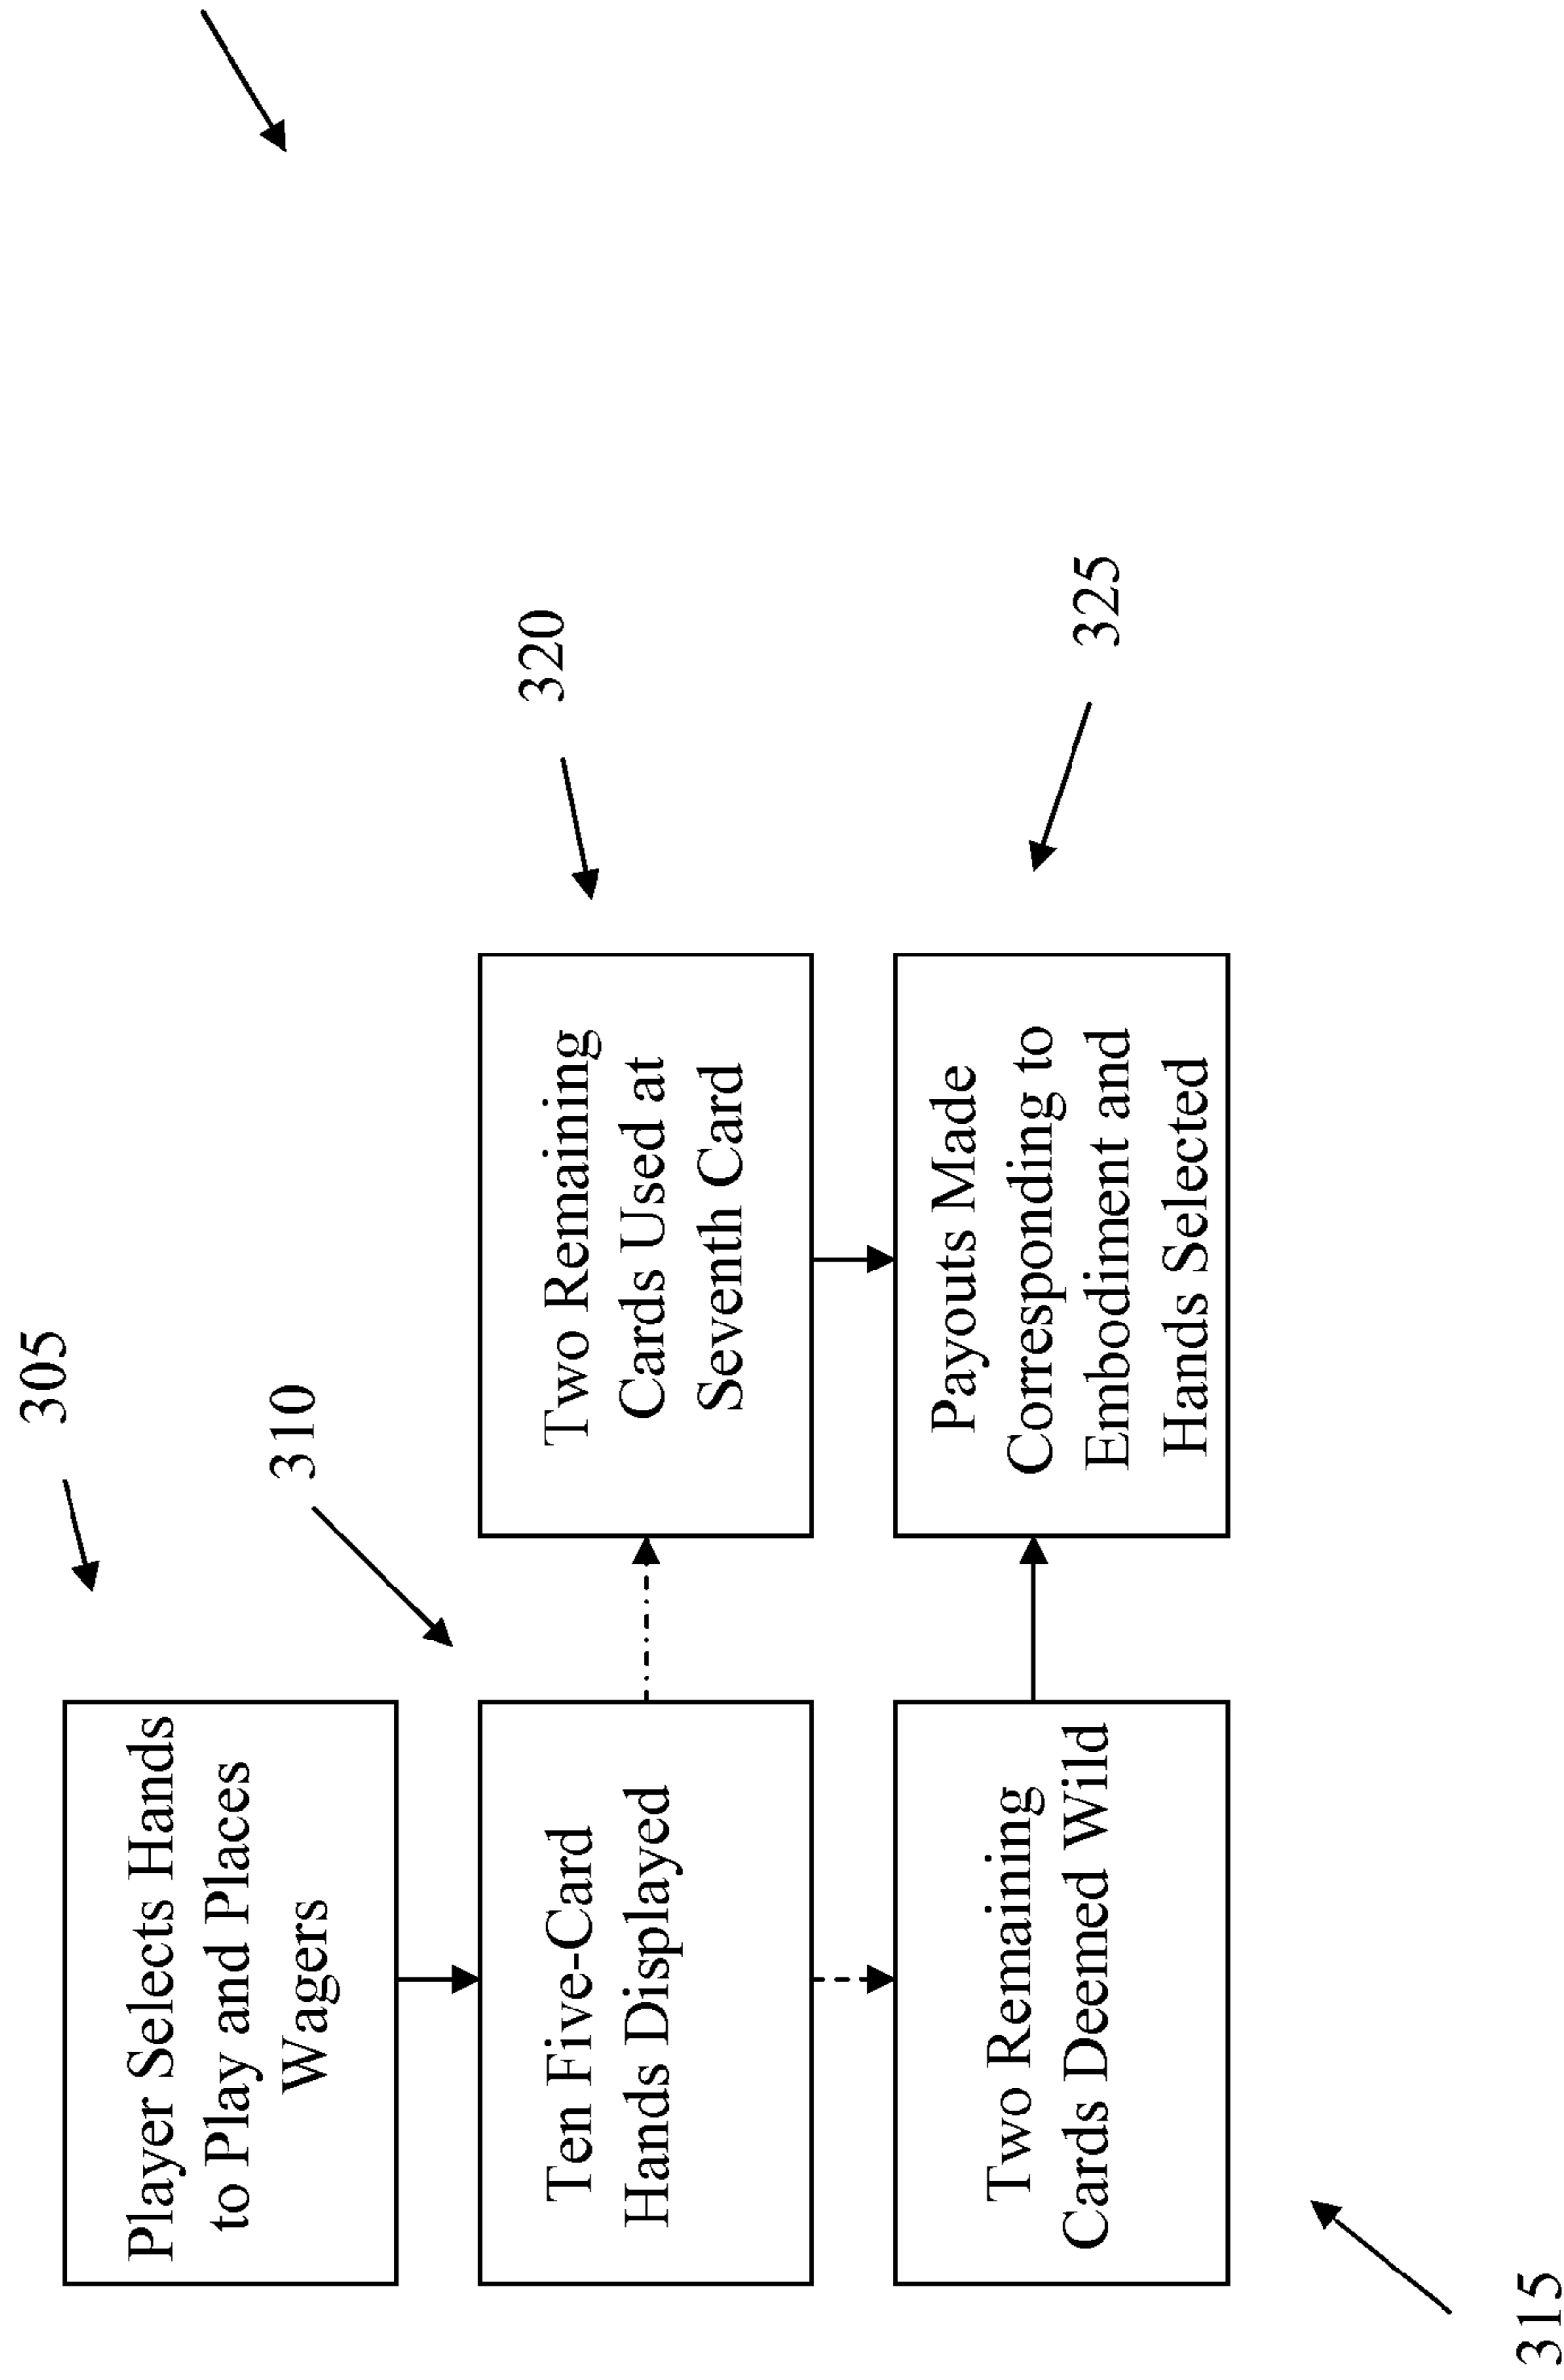 305
Player Selects Hands
to Play and Places
Wagers
310
Ten Five-Card
Hands Displayed
320
Two Remaining
Cards Used at
Seventh Card
315
Two Remaining
Cards Deemed Wild
325
Payouts Made
Corresponding to
Embodiment and
Hands Selected